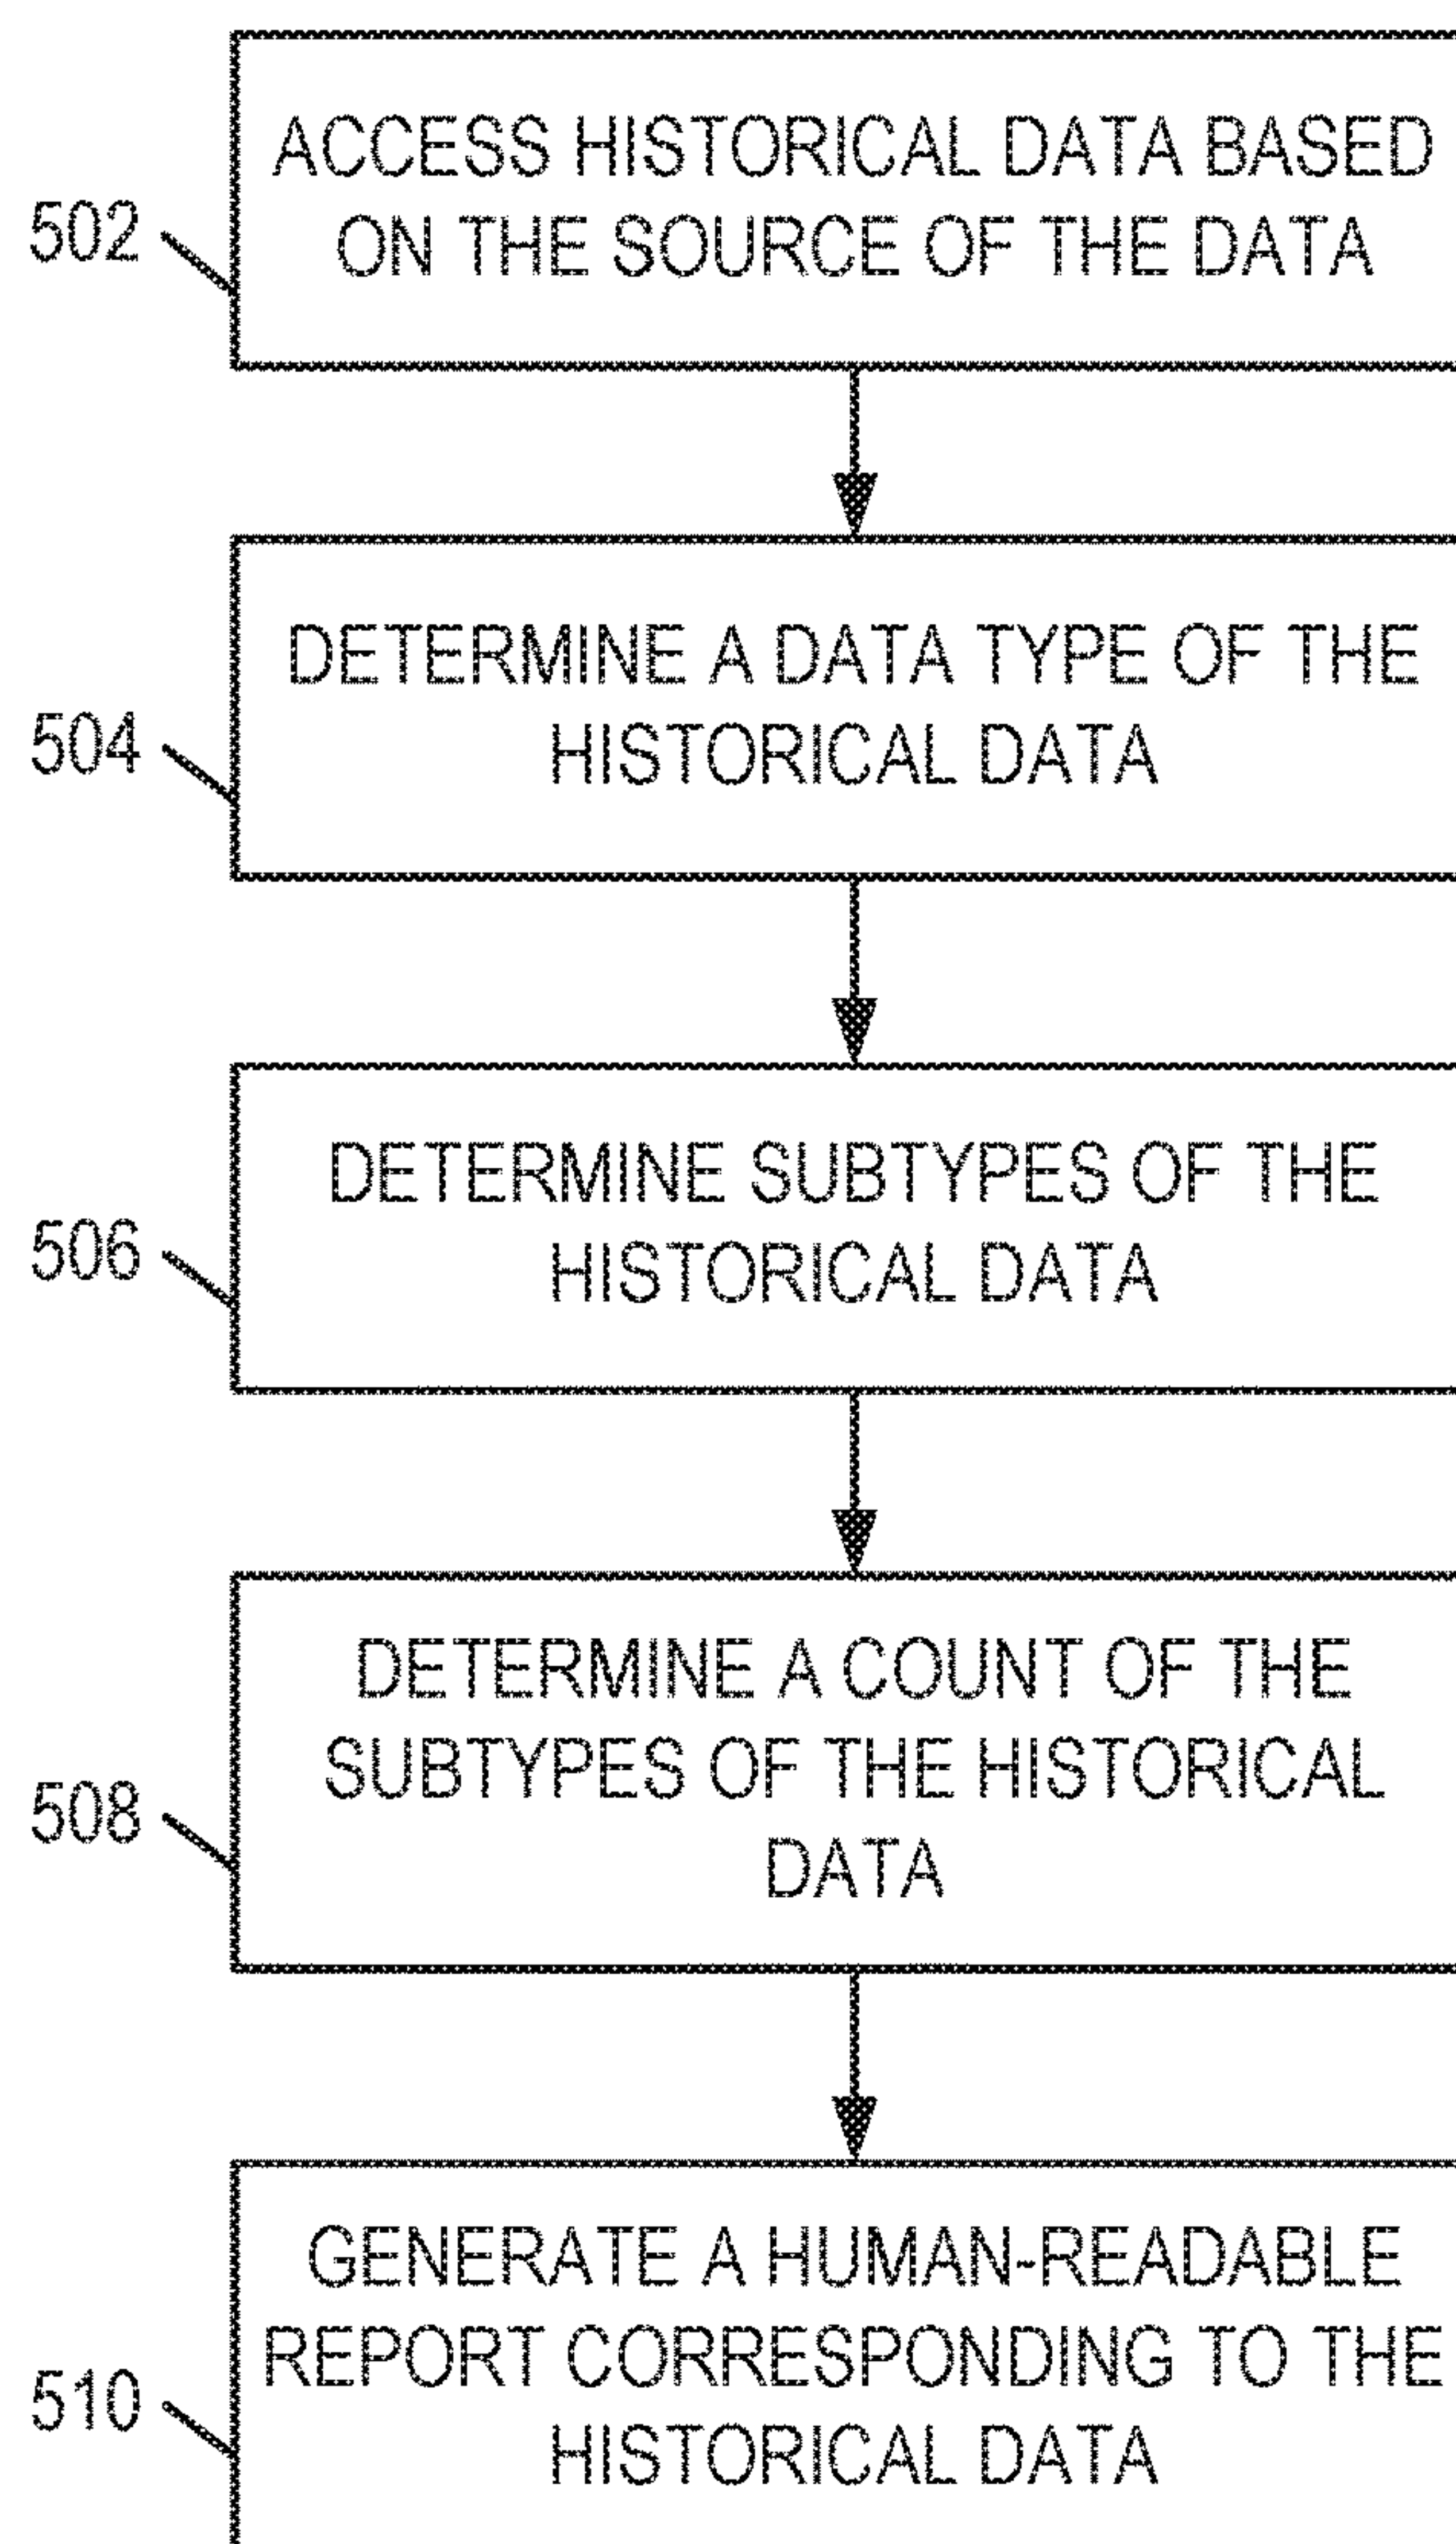 ACCESS HISTORICAL DATA BASED
ON THE SOURCE OF THE DATA
502
DETERMINE A DATA TYPE OF THE
HISTORICAL DATA
504
DETERMINE SUBTYPES OF THE
HISTORICAL DATA
506
DETERMINE A COUNT OF THE
SUBTYPES OF THE HISTORICAL
DATA
508
GENERATE A HUMAN-READABLE
REPORT CORRESPONDING TO THE
HISTORICAL DATA
510